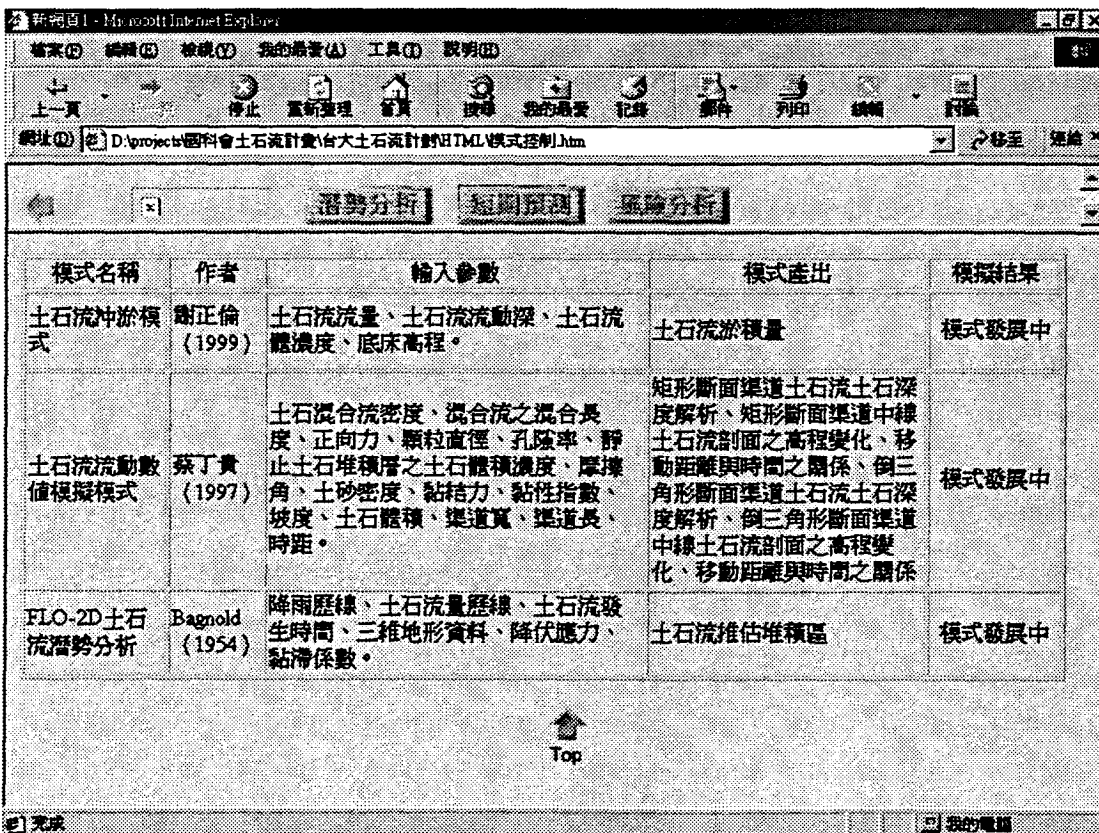 新網頁1 - Microsoft Internet Explorer
檔案(F) 編輯(E) 檢視(V) 我的最愛(A) 工具(T) 說明(H)
上一頁 停止 重新整理 首頁 搜尋 我的最愛 記錄 郵件 列印 編輯 討論
網址(D) D:\projects\國科會土石流計畫\台大土石流計劃\HTML\模式控制.htm 移至 連結
潛勢分析 短期預測 風險分析
模式名稱 作者 輸入參數 模式產出 模擬結果
土石流沖淤模
式
謝正倫
(1999)
土石流流量、土石流流動深、土石流
體濃度、底床高程。
土石流淤積量
模式發展中
土石流流動數
值模擬模式
蔡丁貴
(1997)
土石混合流密度、混合流之混合長
度、正向力、顆粒直徑、孔隙率、靜
止土石堆積層之土石體積濃度、摩擦
角、土砂密度、黏結力、黏性指數、
坡度、土石體積、渠道寬、渠道長、
時距。
矩形斷面渠道土石流土石深
度解析、矩形斷面渠道中線
土石流剖面之高程變化、移
動距離與時間之關係、倒三
角形斷面渠道土石流土石深
度解析、倒三角形斷面渠道
中線土石流剖面之高程變
化、移動距離與時間之關係
模式發展中
FLO-2D土石
流潛勢分析
Bagnold
(1954)
降雨歷線、土石流量歷線、土石流發
生時間、三維地形資料、降伏應力、
黏滯係數。
土石流推估堆積區
模式發展中
Top
完成 我的電腦